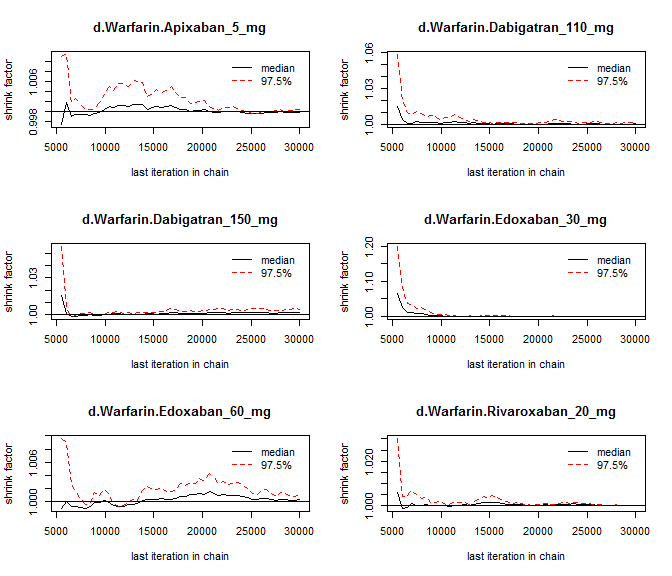 d.Warfarin.Apixaban_5_mg
shrink factor
0.998 1.006
median
97.5%
5000 10000 15000 20000 25000 30000
last iteration in chain
d.Warfarin.Dabigatran_110_mg
shrink factor
1.00 1.03 1.06
median
97.5%
5000 10000 15000 20000 25000 30000
last iteration in chain
d.Warfarin.Dabigatran_150_mg
shrink factor
1.00 1.03
median
97.5%
5000 10000 15000 20000 25000 30000
last iteration in chain
d.Warfarin.Edoxaban_30_mg
shrink factor
1.00 1.10 1.20
median
97.5%
5000 10000 15000 20000 25000 30000
last iteration in chain
d.Warfarin.Edoxaban_60_mg
shrink factor
1.000 1.006
median
97.5%
5000 10000 15000 20000 25000 30000
last iteration in chain
d.Warfarin.Rivaroxaban_20_mg
shrink factor
1.000 1.020
median
97.5%
5000 10000 15000 20000 25000 30000
last iteration in chain